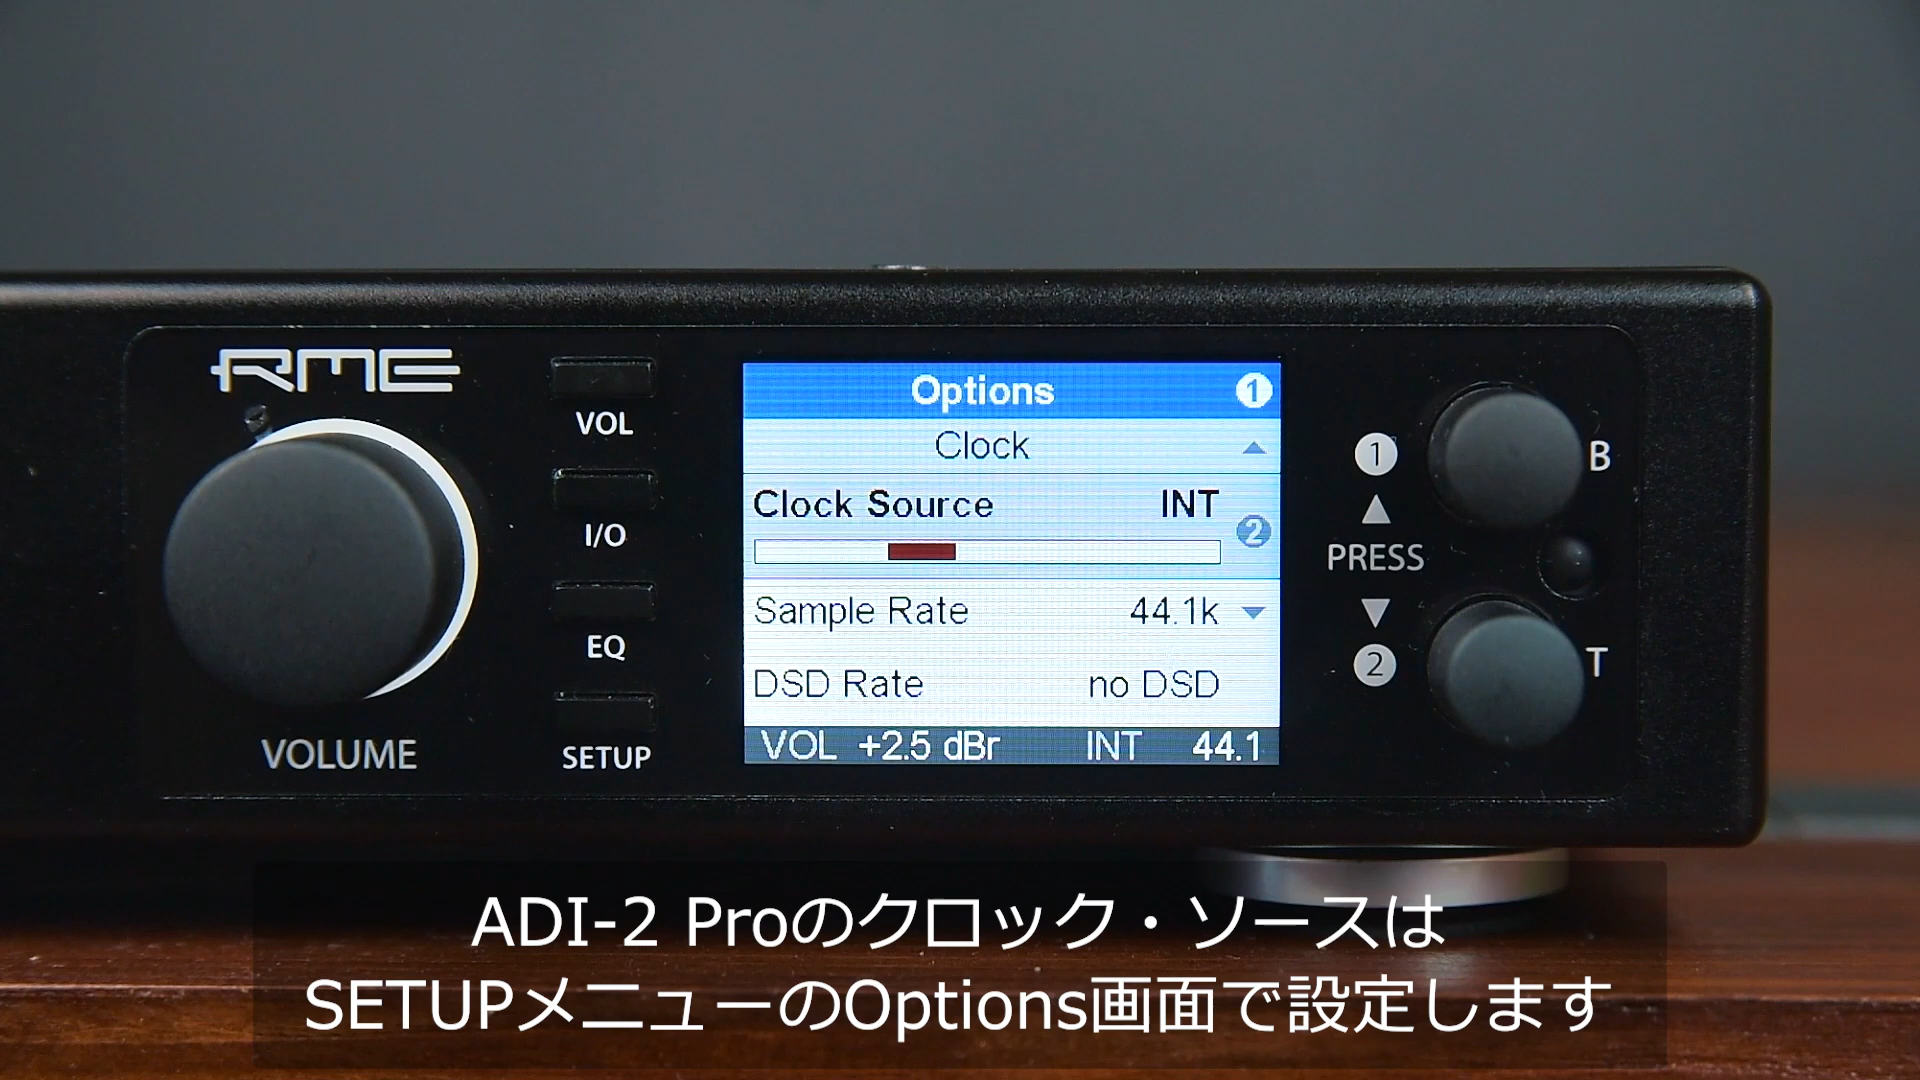 RME
VOLUME
VOL
I/O
EQ
SETUP
Options 1
Clock
Clock Source INT
2
Sample Rate 44.1k
DSD Rate no DSD
VOL +2.5 dBr INT 44.1
1 B
PRESS
2 T
ADI-2 Proのクロック・ソースは
SETUPメニューのOptions画面で設定します